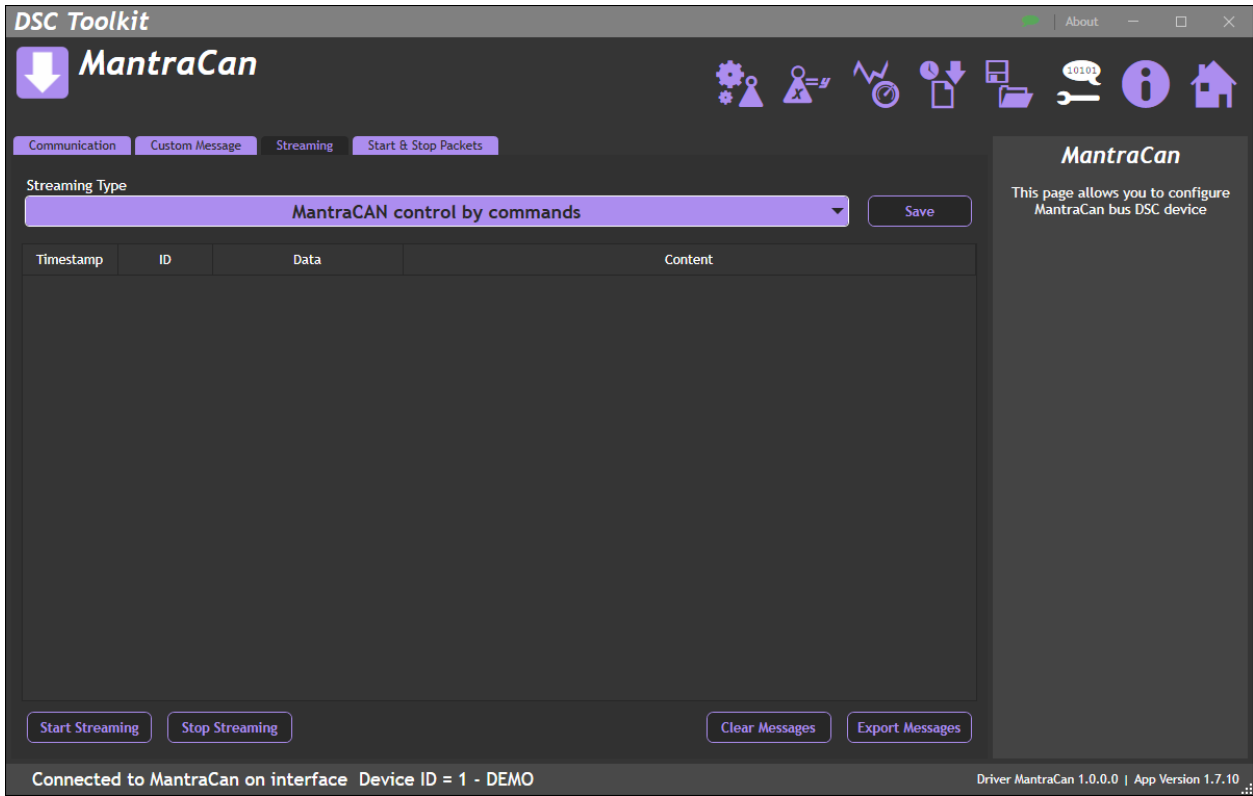 DSC Toolkit
About
MantraCan
x
=y
10101
Communication
Custom Message
Streaming
Start & Stop Packets
MantraCan
This page allows you to configure
MantraCan bus DSC device
Streaming Type
MantraCAN control by commands
Save
Timestamp
ID
Data
Content
Start Streaming
Stop Streaming
Clear Messages
Export Messages
Connected to MantraCan on interface  Device ID = 1 - DEMO
Driver MantraCan 1.0.0.0 | App Version 1.7.10